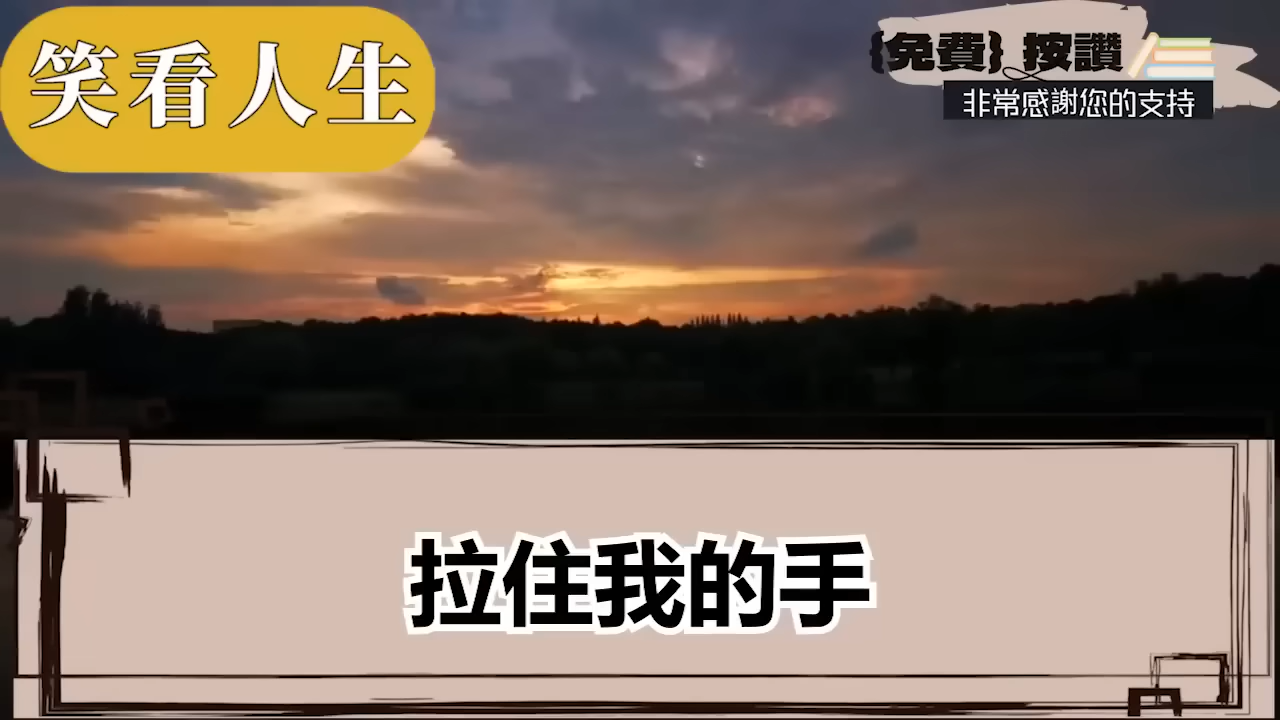 笑看人生
{免費} 按讚
非常感謝您的支持
拉住我的手